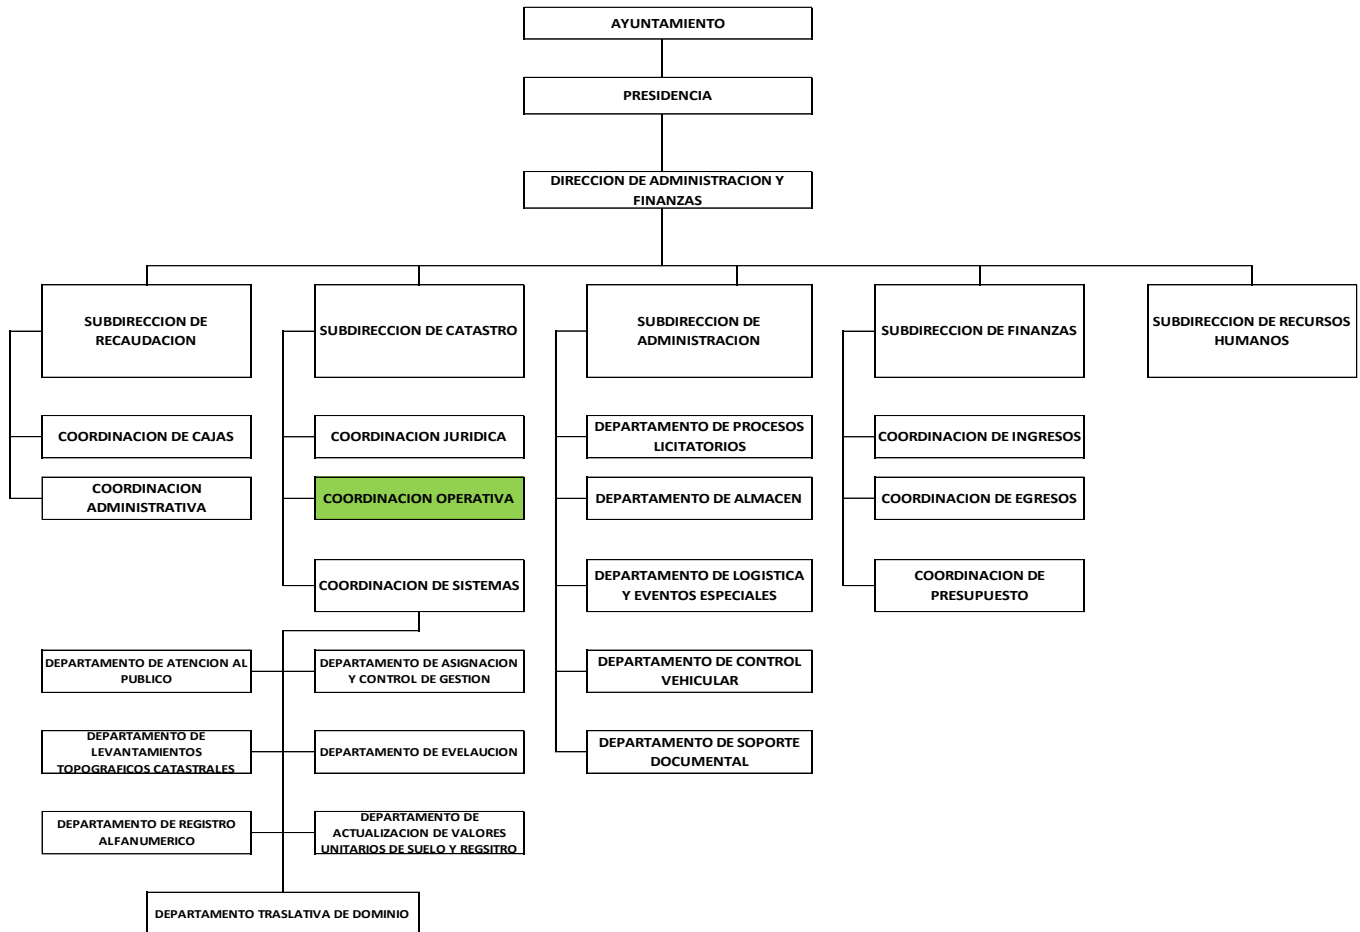 AYUNTAMIENTO
PRESIDENCIA
DIRECCION DE ADMINISTRACION Y
FINANZAS
SUBDIRECCION DE
RECAUDACION
SUBDIRECCION DE CATASTRO
SUBDIRECCION DE
ADMINISTRACION
SUBDIRECCION DE FINANZAS
SUBDIRECCION DE RECURSOS
HUMANOS
COORDINACION DE CAJAS
COORDINACION JURIDICA
DEPARTAMENTO DE PROCESOS
LICITATORIOS
COORDINACION DE INGRESOS
COORDINACION
ADMINISTRATIVA
COORDINACION OPERATIVA
DEPARTAMENTO DE ALMACEN
COORDINACION DE EGRESOS
COORDINACION DE SISTEMAS
DEPARTAMENTO DE LOGISTICA
Y EVENTOS ESPECIALES
COORDINACION DE
PRESUPUESTO
DEPARTAMENTO DE ATENCION AL
PUBLICO
DEPARTAMENTO DE ASIGNACION
Y CONTROL DE GESTION
DEPARTAMENTO DE CONTROL
VEHICULAR
DEPARTAMENTO DE
LEVANTAMIENTOS
TOPOGRAFICOS CATASTRALES
DEPARTAMENTO DE EVELAUCION
DEPARTAMENTO DE SOPORTE
DOCUMENTAL
DEPARTAMENTO DE REGISTRO
ALFANUMERICO
DEPARTAMENTO DE
ACTUALIZACION DE VALORES
UNITARIOS DE SUELO Y REGSITRO
DEPARTAMENTO TRASLATIVA DE DOMINIO